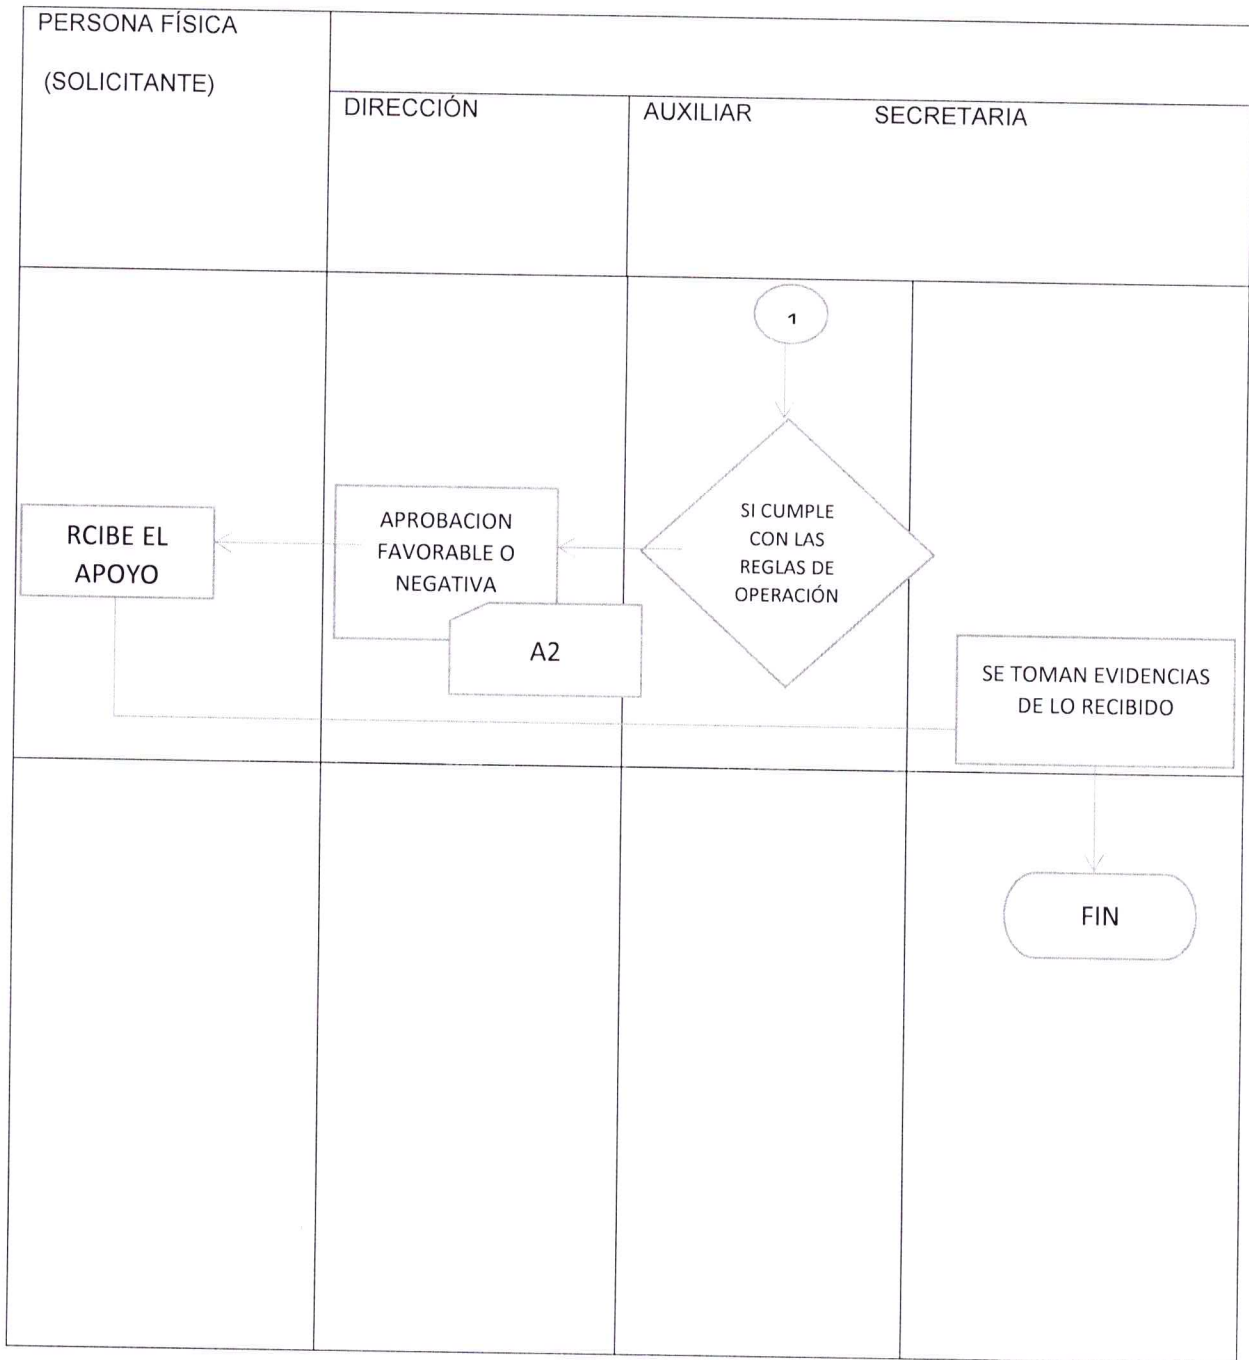 PERSONA FÍSICA
(SOLICITANTE)
DIRECCIÓN
AUXILIAR
SECRETARIA
1
SI CUMPLE
CON LAS
REGLAS DE
OPERACIÓN
APROBACION
FAVORABLE O
NEGATIVA
A2
RCIBE EL
APOYO
SE TOMAN EVIDENCIAS
DE LO RECIBIDO
FIN